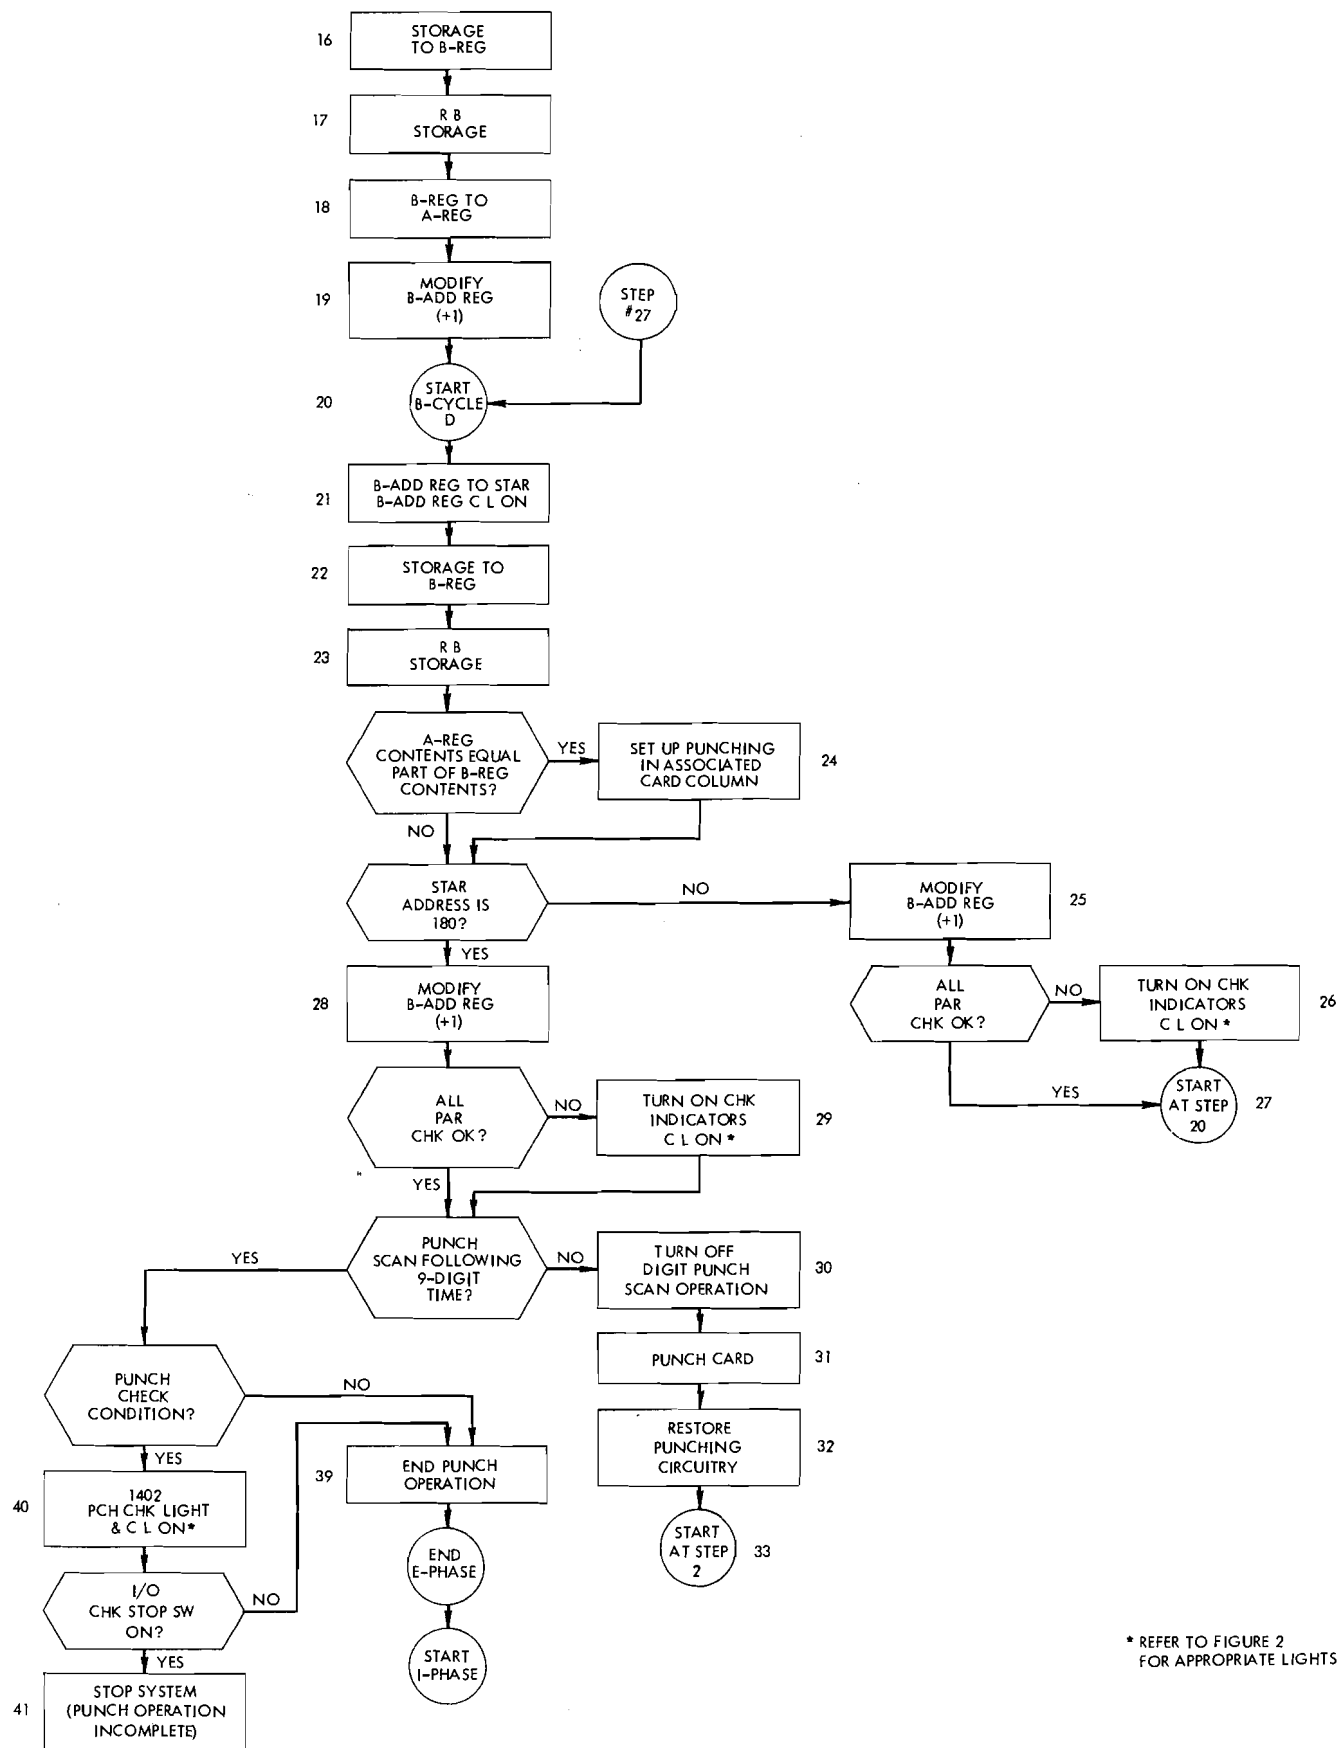 16
STORAGE
TO B-REG
17
R B
STORAGE
18
B-REG TO
A-REG
19
MODIFY
B-ADD REG
(+1)
STEP
#27
20
START
B-CYCLE
D
21
B-ADD REG TO STAR
B-ADD REG C L ON
22
STORAGE TO
B-REG
23
R B
STORAGE
A-REG
CONTENTS EQUAL
PART OF B-REG
CONTENTS?
YES
SET UP PUNCHING
IN ASSOCIATED
CARD COLUMN
24
NO
STAR
ADDRESS IS
180?
NO
MODIFY
B-ADD REG
(+1)
25
YES
28
MODIFY
B-ADD REG
(+1)
ALL
PAR
CHK OK?
NO
TURN ON CHK
INDICATORS
C L ON *
26
YES
START
AT STEP
20
27
ALL
PAR
CHK OK?
NO
TURN ON CHK
INDICATORS
C L ON *
29
YES
PUNCH
SCAN FOLLOWING
9-DIGIT
TIME?
YES
NO
TURN OFF
DIGIT PUNCH
SCAN OPERATION
30
PUNCH CARD
31
RESTORE
PUNCHING
CIRCUITRY
32
START
AT STEP
2
33
PUNCH
CHECK
CONDITION?
NO
YES
39
END PUNCH
OPERATION
40
1402
PCH CHK LIGHT
& C L ON*
END
E-PHASE
I/O
CHK STOP SW
ON?
NO
START
I-PHASE
YES
41
STOP SYSTEM
(PUNCH OPERATION
INCOMPLETE)
* REFER TO FIGURE 2
FOR APPROPRIATE LIGHTS